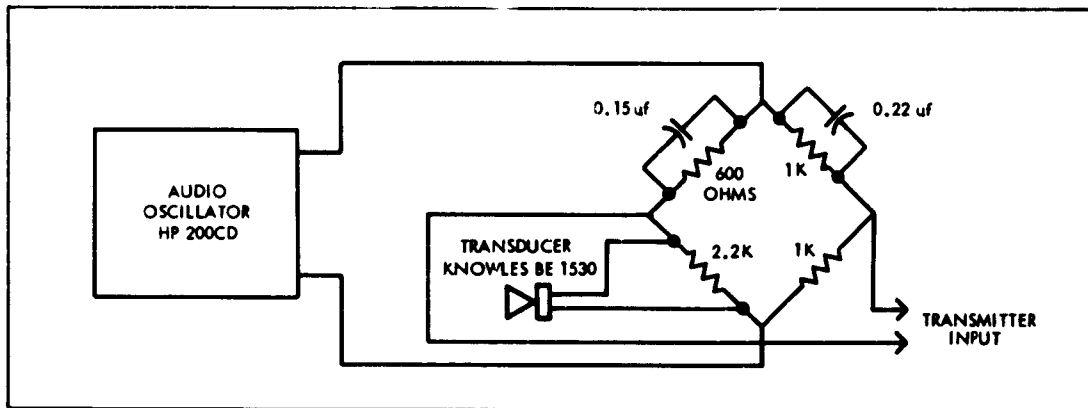 0.15 uf
0.22 uf
600
OHMS
1K
AUDIO
OSCILLATOR
HP 200CD
TRANSDUCER
KNOWLES BE 1530
2.2K
1K
TRANSMITTER
INPUT